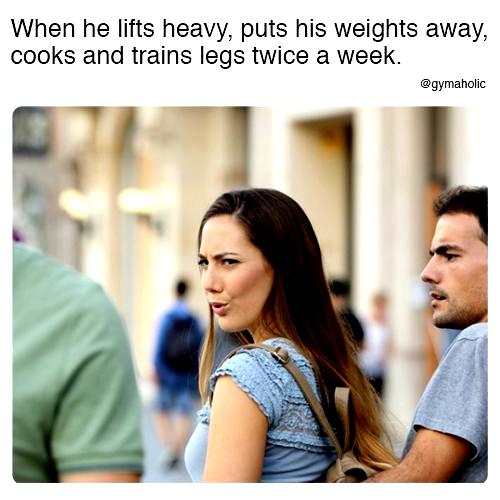 When he lifts heavy, puts his weights away,
cooks and trains legs twice a week.
@gymaholic